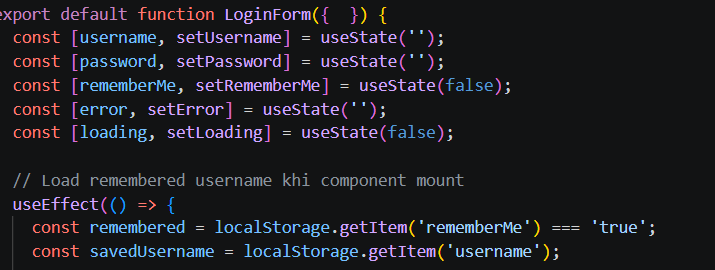 export default function LoginForm({  }) {
  const [username, setUsername] = useState('');
  const [password, setPassword] = useState('');
  const [rememberMe, setRememberMe] = useState(false);
  const [error, setError] = useState('');
  const [loading, setLoading] = useState(false);
  // Load remembered username khi component mount
  useEffect(() => {
    const remembered = localStorage.getItem('rememberMe') === 'true';
    const savedUsername = localStorage.getItem('username');